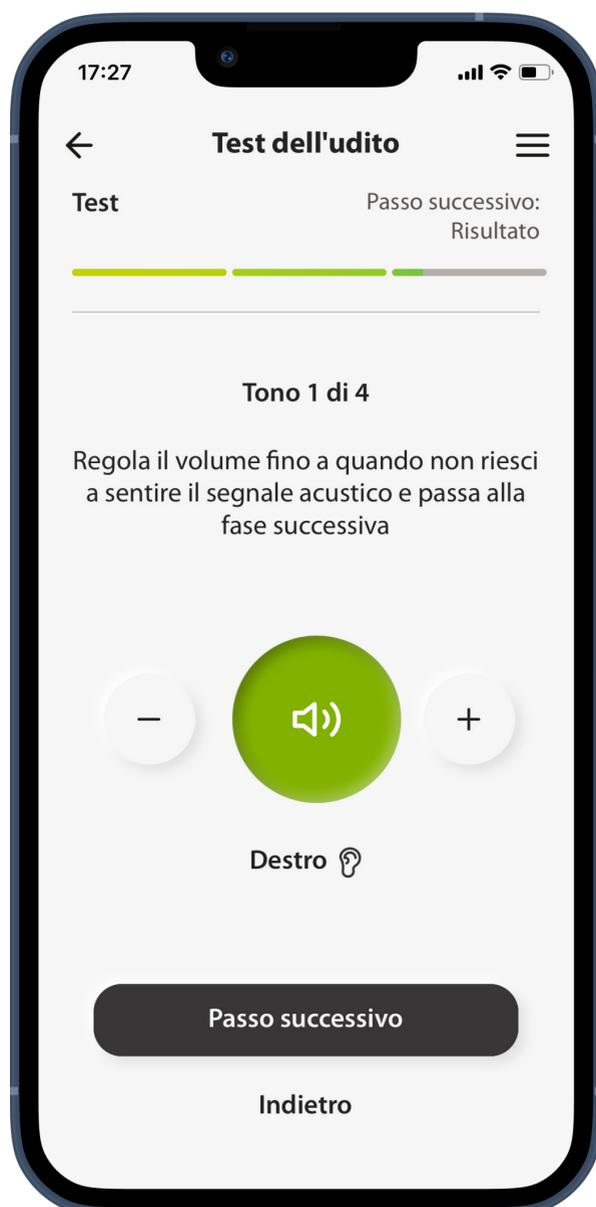 17:27
Test dell'udito
Test
Passo successivo:
Risultato
Tono 1 di 4
Regola il volume fino a quando non riesci
a sentire il segnale acustico e passa alla
fase successiva
Destro
Passo successivo
Indietro